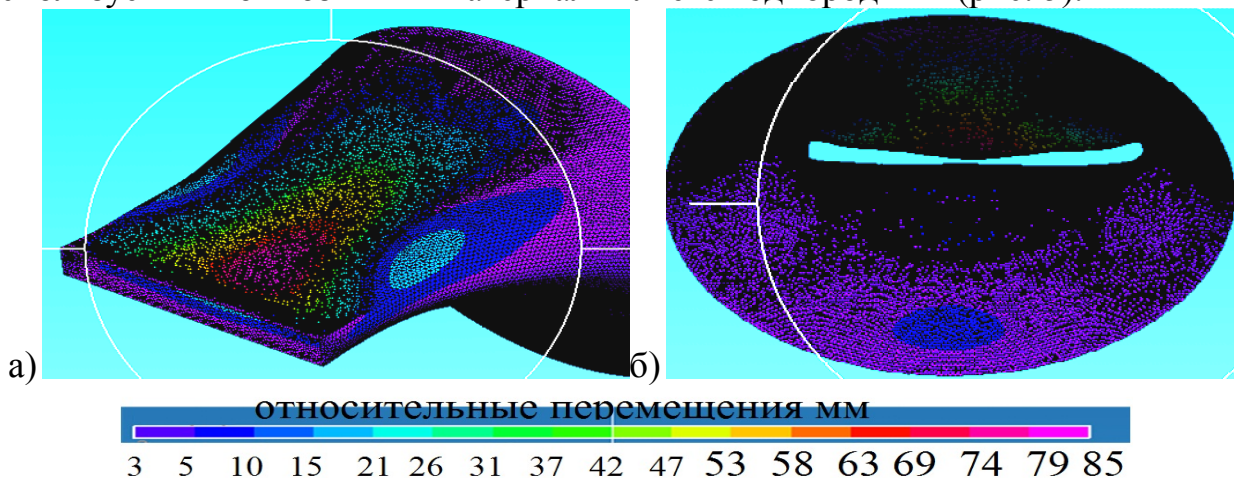 а)
б)
относительные перемещения мм
3 5 10 15 21 26 31 37 42 47 53 58 63 69 74 79 85